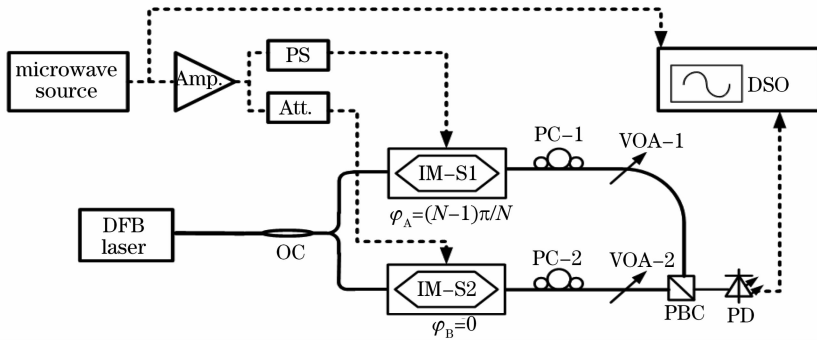 microwave
source
Amp.
PS
Att.
DSO
IM-S1
φA=(N-1)π/N
PC-1
VOA-1
DFB
laser
OC
IM-S2
φB=0
PC-2
VOA-2
PBC
PD